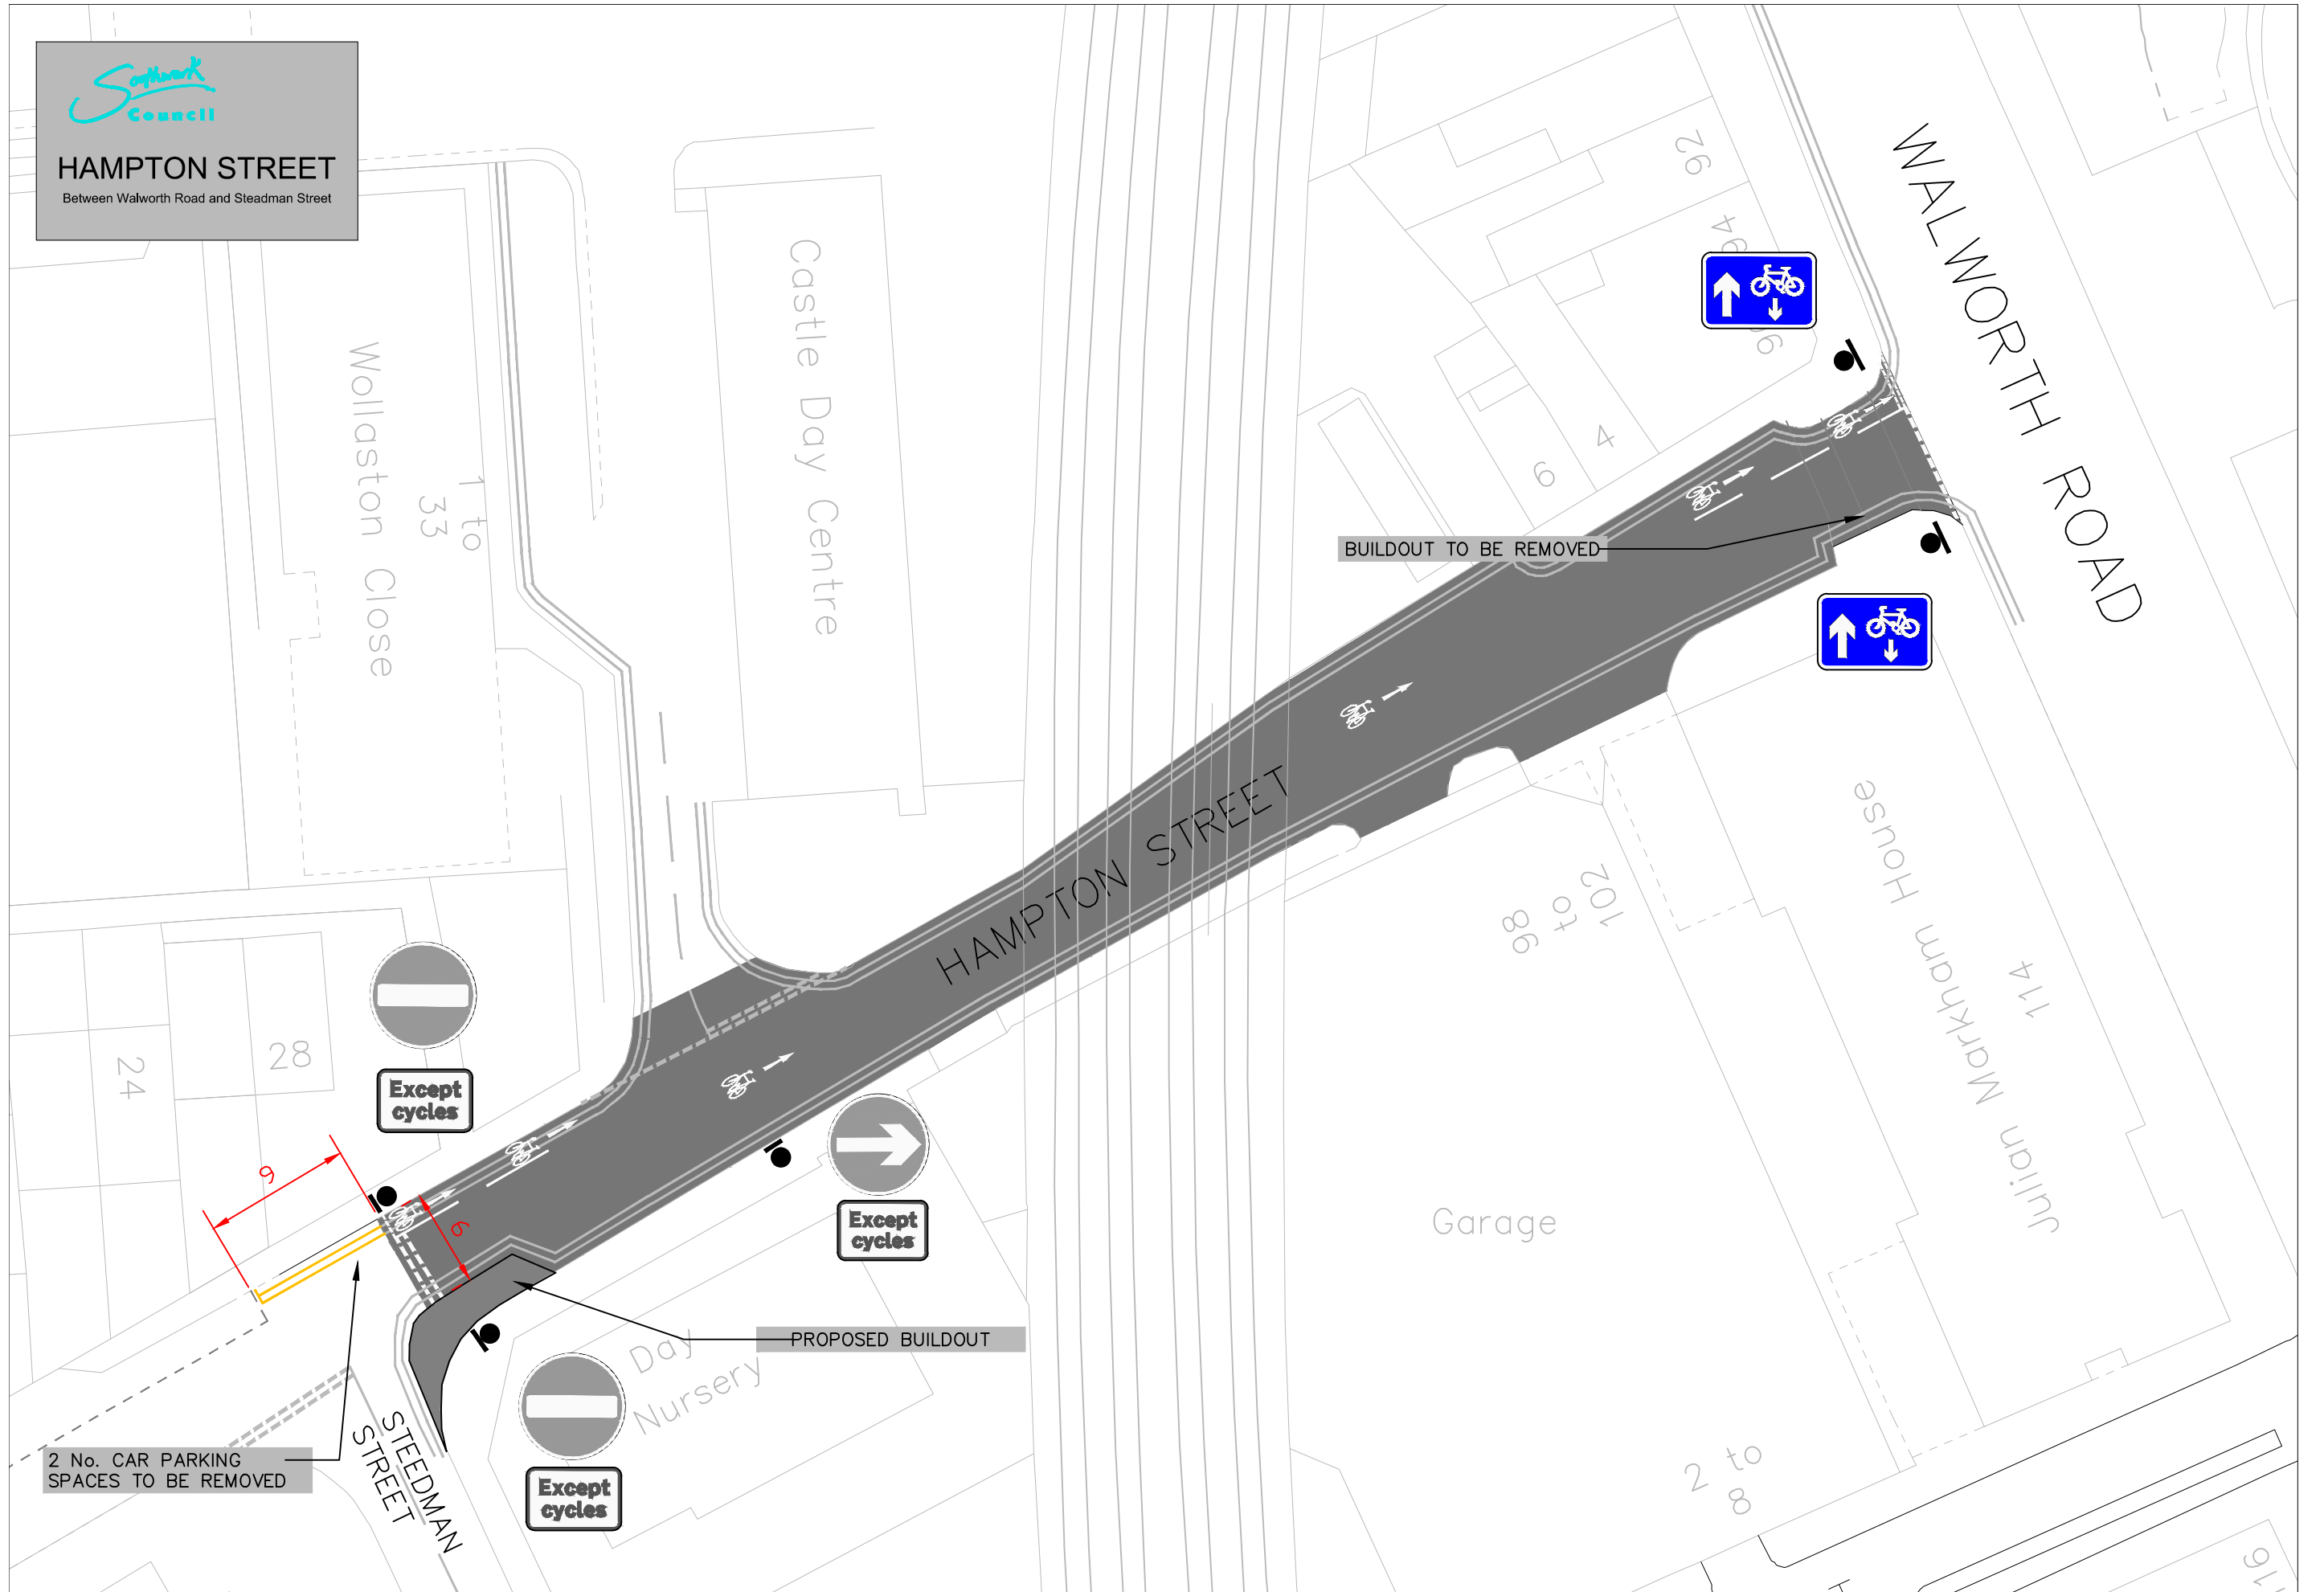 Southwark
Council
HAMPTON STREET
Between Walworth Road and Steadman Street
WALWORTH ROAD
92
94
96
Castle Day Centre
Wollaston Close
1 to
33
6
4
BUILDOUT TO BE REMOVED
HAMPTON STREET
Julian Markham House
114
102
to
98
24
28
Except
cycles
9
6
Except
cycles
Garage
PROPOSED BUILDOUT
Day
Nursery
Except
cycles
2 No. CAR PARKING
SPACES TO BE REMOVED
STEEDMAN
STREET
2 to
8